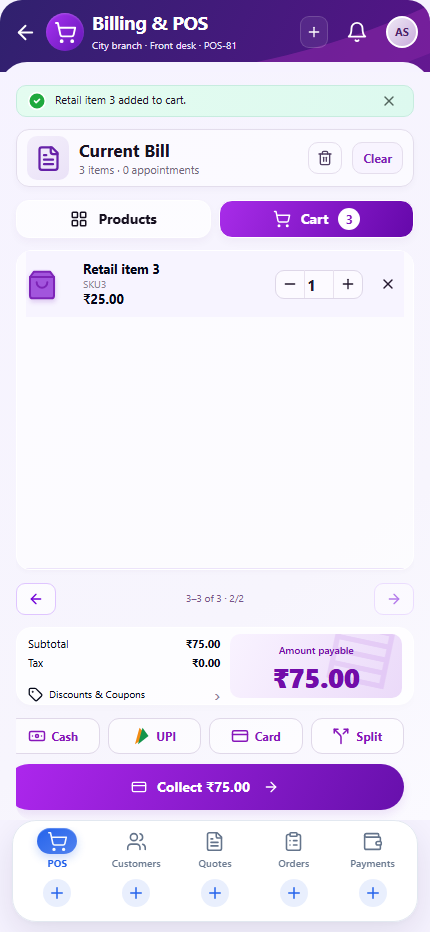 Billing & POS
City branch · Front desk · POS-81
AS
Retail item 3 added to cart.
Current Bill
3 items · 0 appointments
Clear
Products
Cart 3
Retail item 3
SKU3
₹25.00
1
3–3 of 3 · 2/2
Subtotal ₹75.00
Tax ₹0.00
Discounts & Coupons
Amount payable
₹75.00
Cash UPI Card Split
Collect ₹75.00
POS Customers Quotes Orders Payments